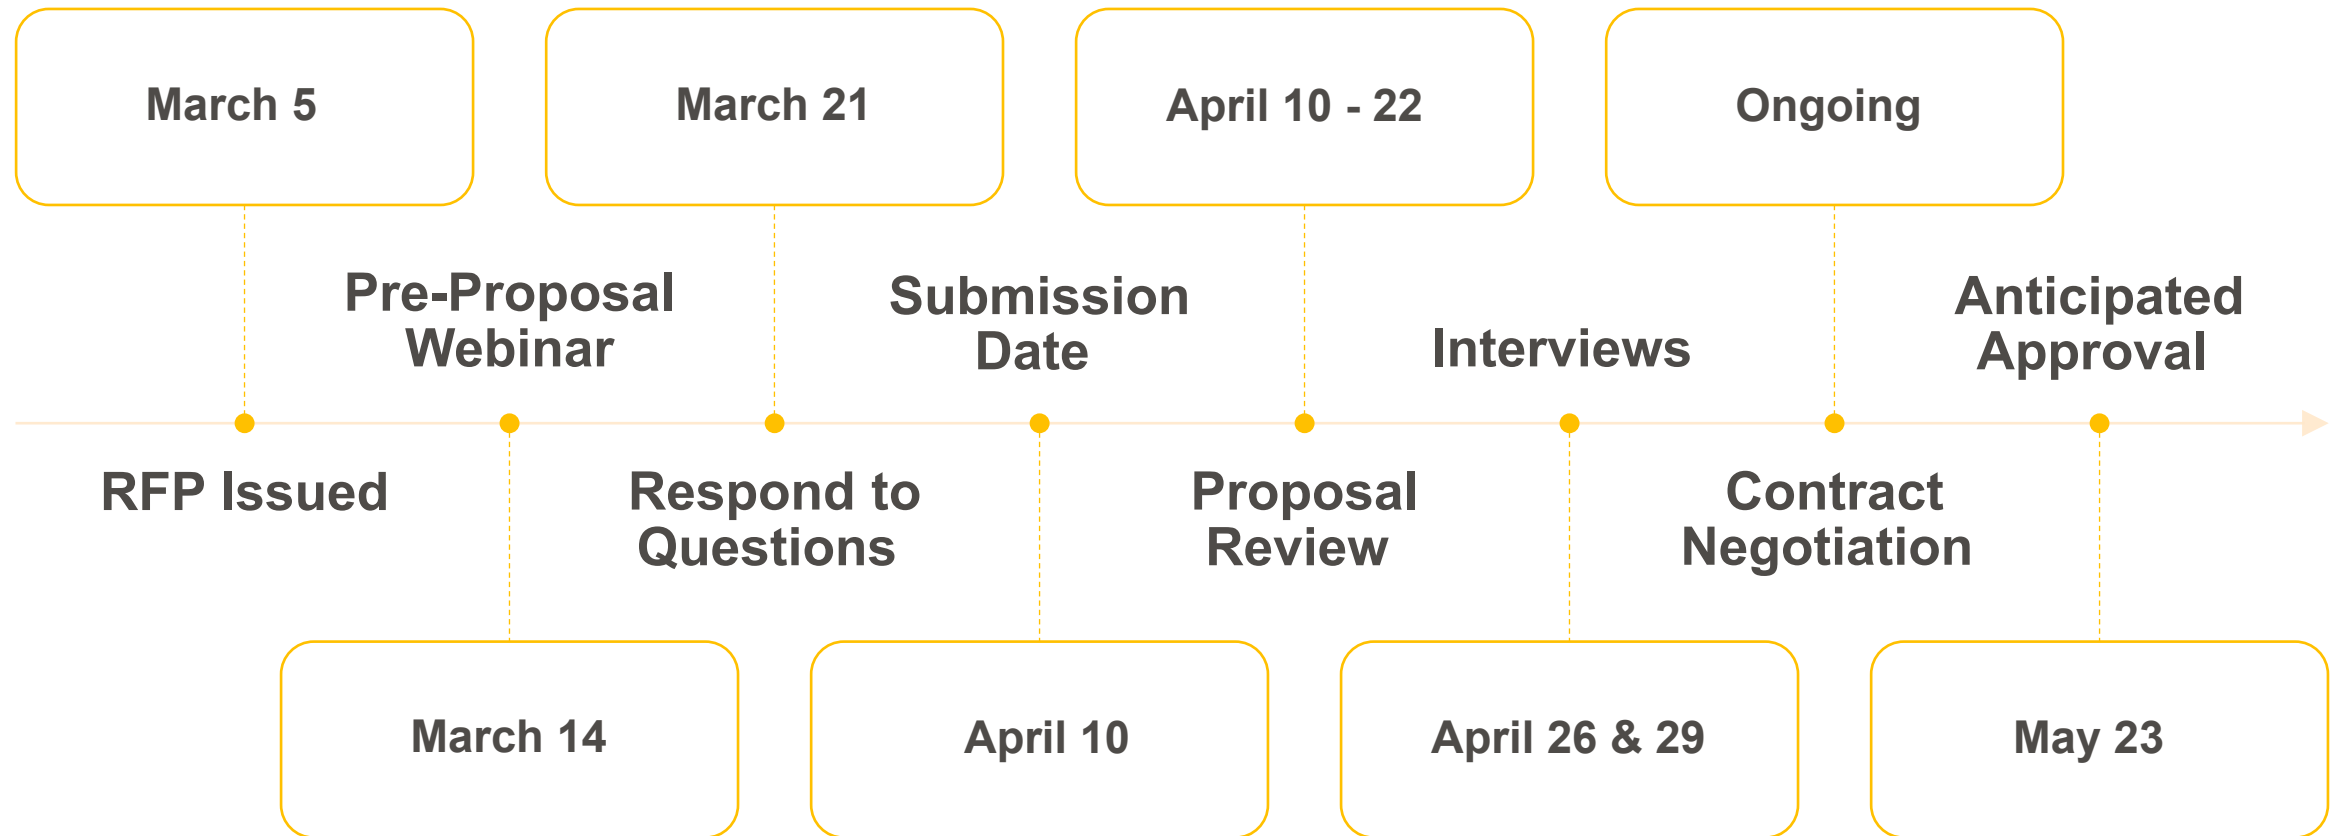 March 5
March 21
April 10 - 22
Ongoing
Pre-Proposal
Webinar
Submission
Date
Interviews
Anticipated
Approval
RFP Issued
Respond to
Questions
Proposal
Review
Contract
Negotiation
March 14
April 10
April 26 & 29
May 23